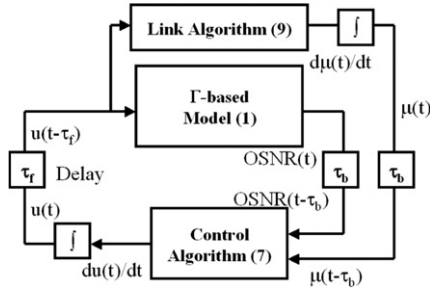 Link Algorithm (9)
∫
dμ(t)/dt
Γ-based
Model (1)
μ(t)
u(t-τf)
OSNR(t)
τf
Delay
τb
τb
u(t)
OSNR(t-τb)
∫
Control
Algorithm (7)
du(t)/dt
μ(t-τb)